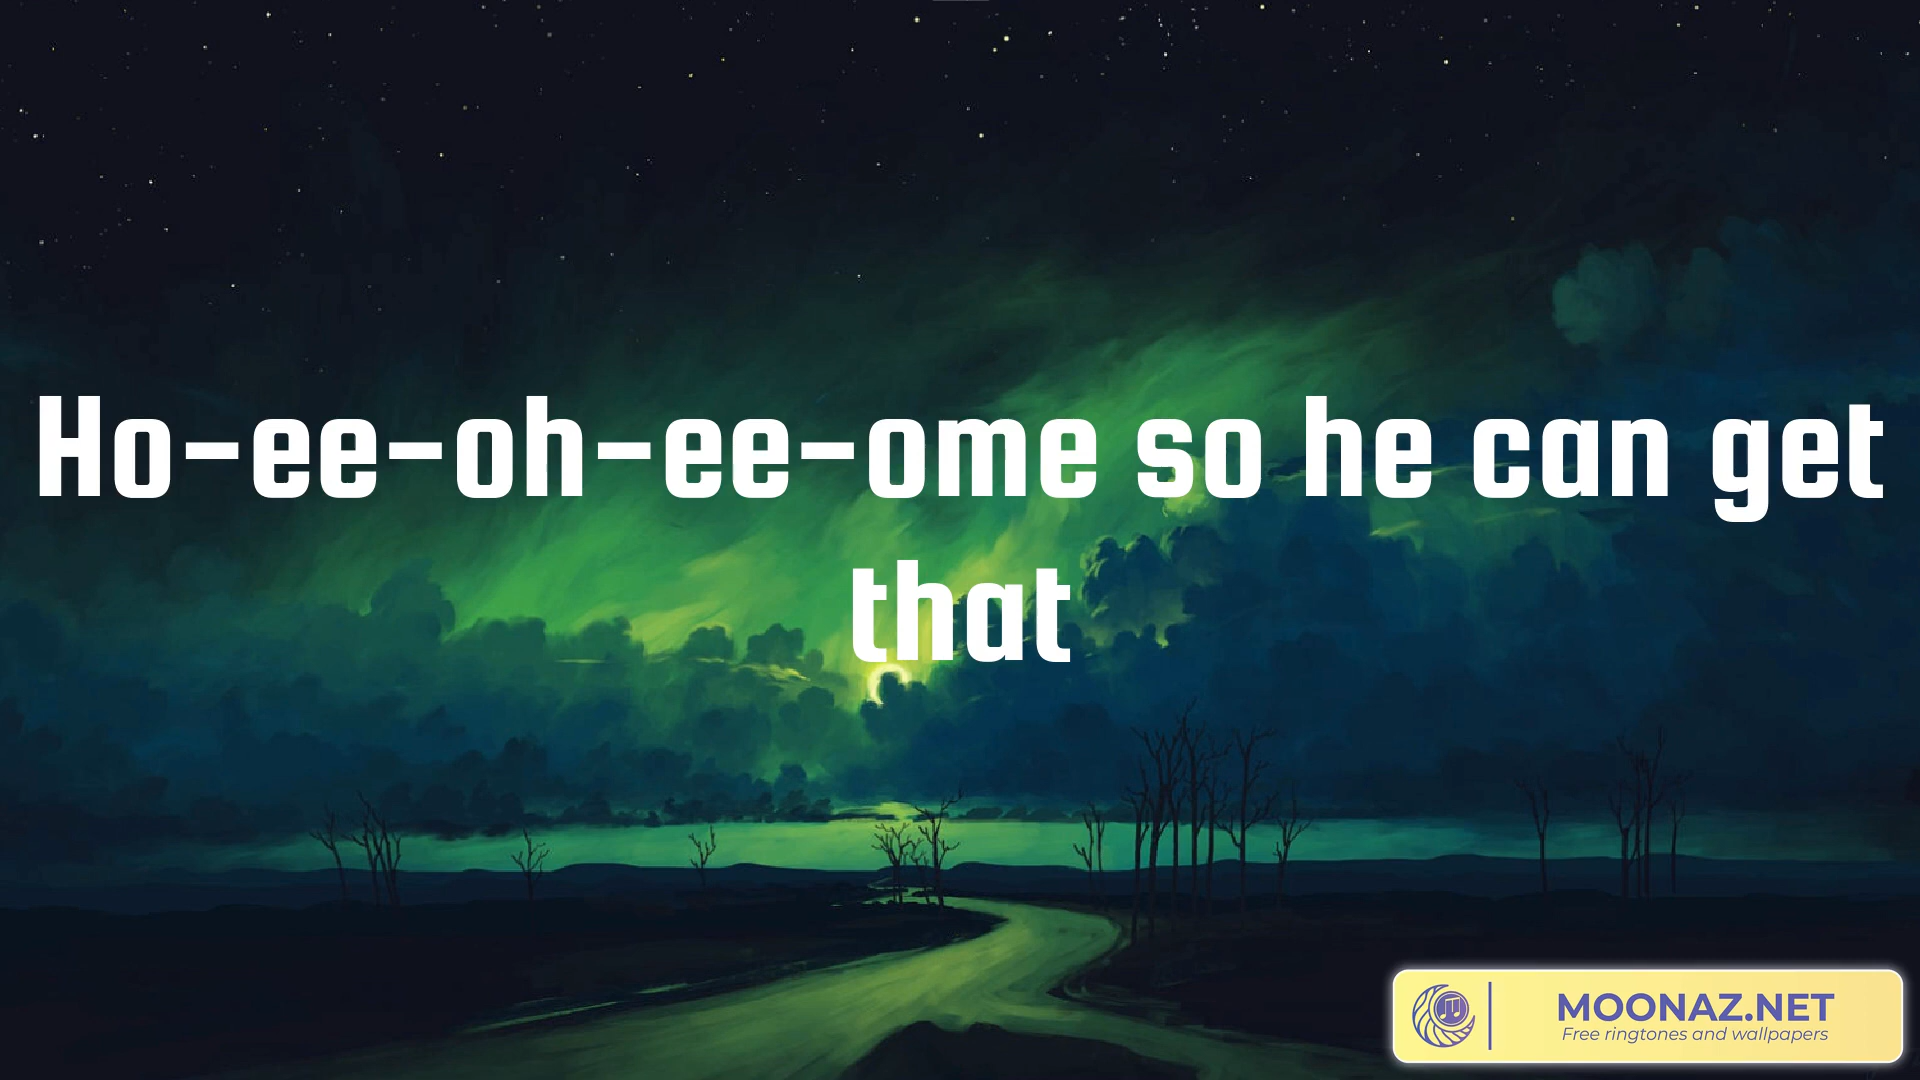 Ho-ee-oh-ee-ome so he can get
that
MOONAZ.NET
Free ringtones and wallpapers